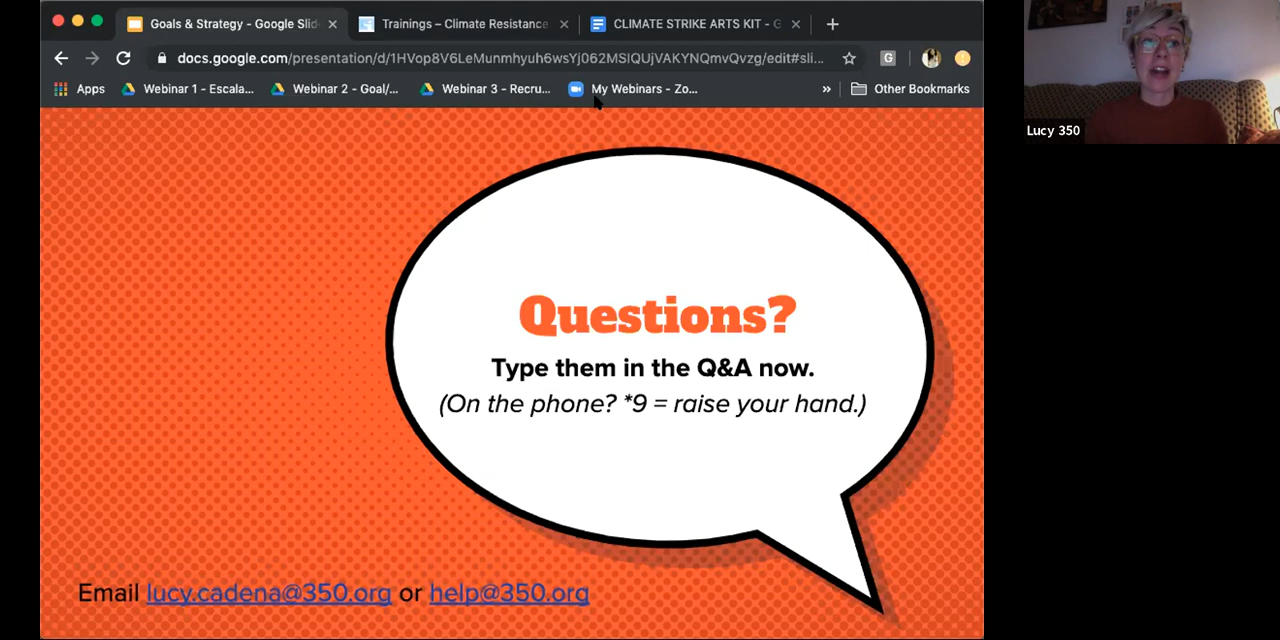 Goals & Strategy - Google Slid
Trainings – Climate Resistance
CLIMATE STRIKE ARTS KIT - G
docs.google.com/presentation/d/1HVop8V6LeMunmhyuh6wsYj062MSlQUjVAKYNQmvQvzg/edit#sli...
G
Apps
Webinar 1 - Escala...
Webinar 2 - Goal/...
Webinar 3 - Recru...
My Webinars - Zo...
»
Other Bookmarks
Lucy 350
Questions?
Type them in the Q&A now.
(On the phone? *9 = raise your hand.)
Email lucy.cadena@350.org or help@350.org